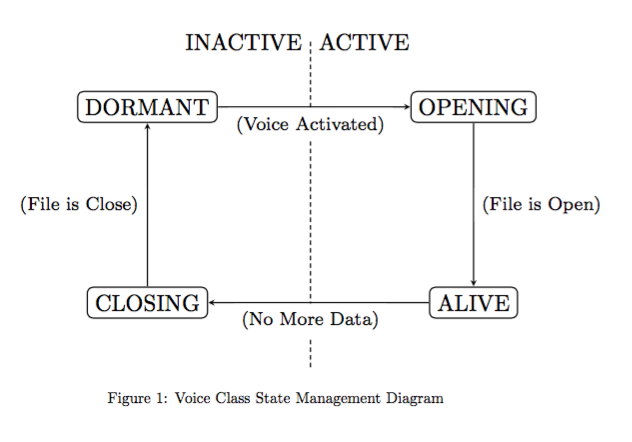 INACTIVE ACTIVE
DORMANT OPENING
(Voice Activated)
(File is Close) (File is Open)
CLOSING ALIVE
(No More Data)
Figure 1: Voice Class State Management Diagram